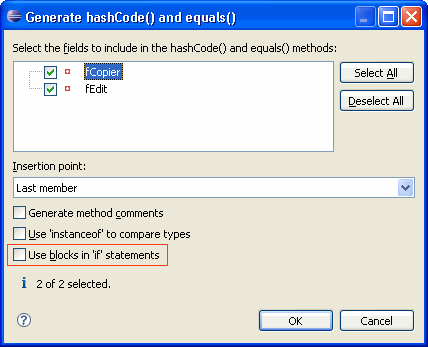 Generate hashCode() and equals()
Select the fields to include in the hashCode() and equals() methods:
fCopier
fEdit
Select All
Deselect All
Insertion point:
Last member
Generate method comments
Use 'instanceof' to compare types
Use blocks in 'if' statements
2 of 2 selected.
OK
Cancel